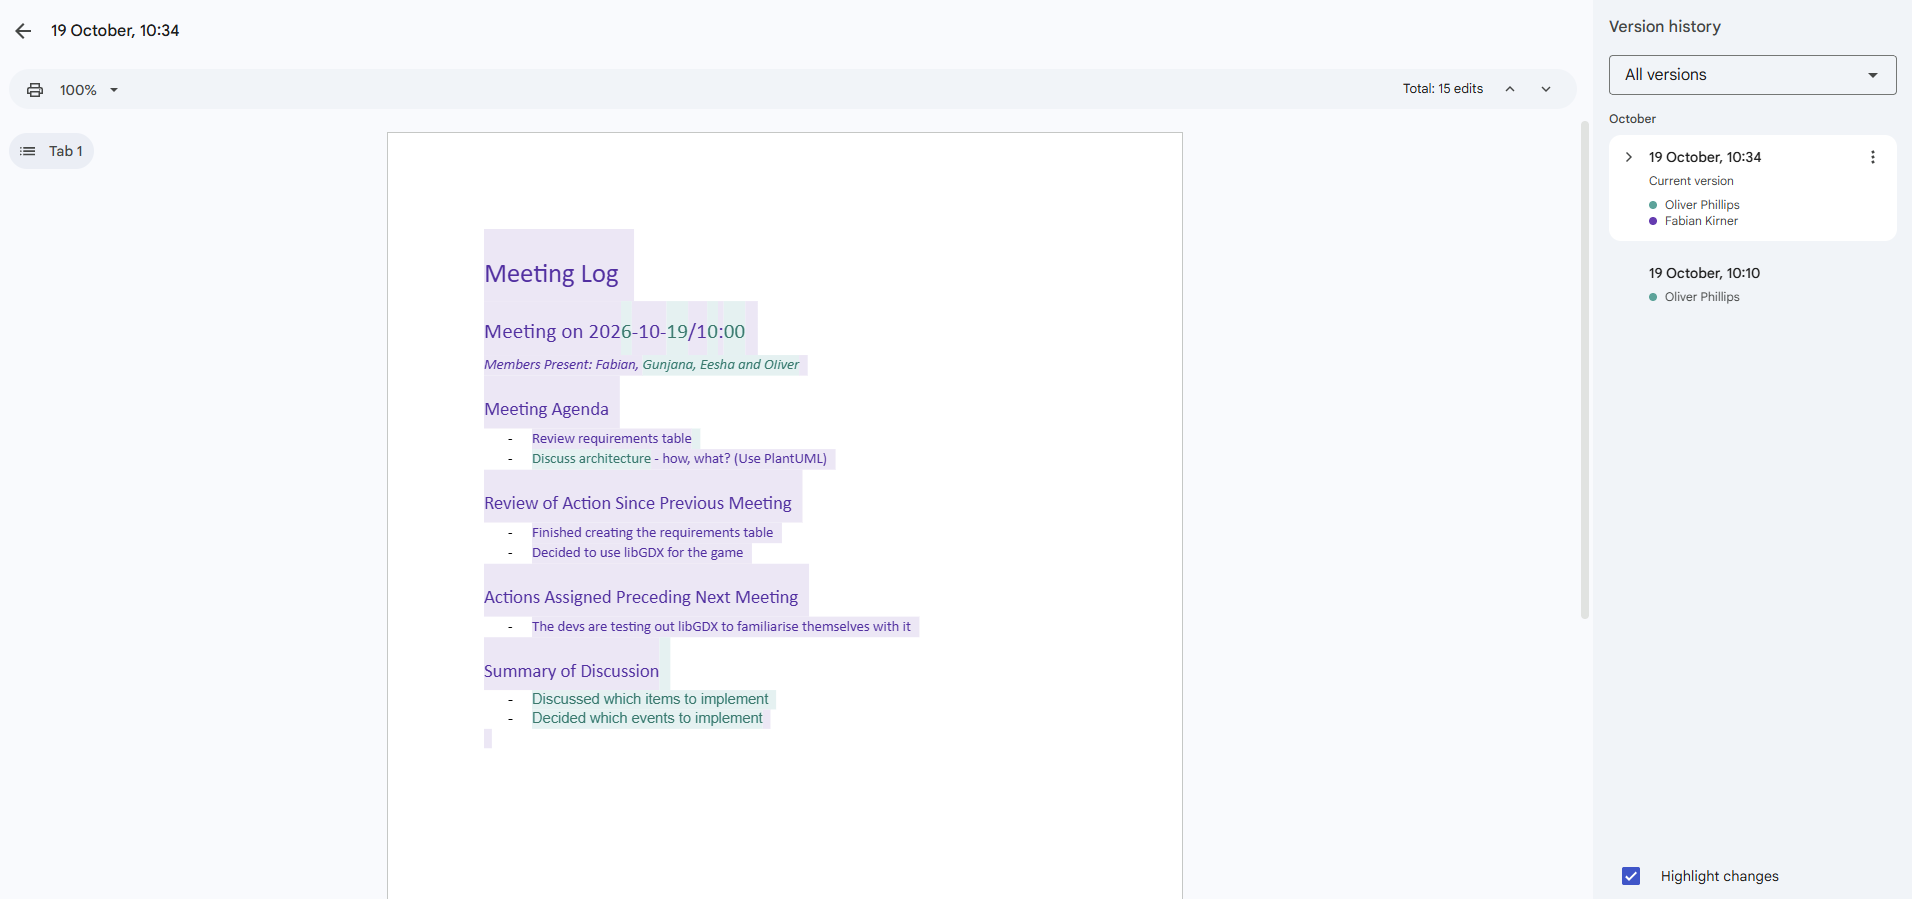 19 October, 10:34
100%
Total: 15 edits
Tab 1
Meeting Log
Meeting on 2026-10-19/10:00
Members Present: Fabian, Gunjana, Eesha and Oliver
Meeting Agenda
- Review requirements table
- Discuss architecture - how, what? (Use PlantUML)
Review of Action Since Previous Meeting
- Finished creating the requirements table
- Decided to use libGDX for the game
Actions Assigned Preceding Next Meeting
- The devs are testing out libGDX to familiarise themselves with it
Summary of Discussion
- Discussed which items to implement
- Decided which events to implement
Version history
All versions
October
19 October, 10:34
Current version
Oliver Phillips
Fabian Kirner
19 October, 10:10
Oliver Phillips
Highlight changes